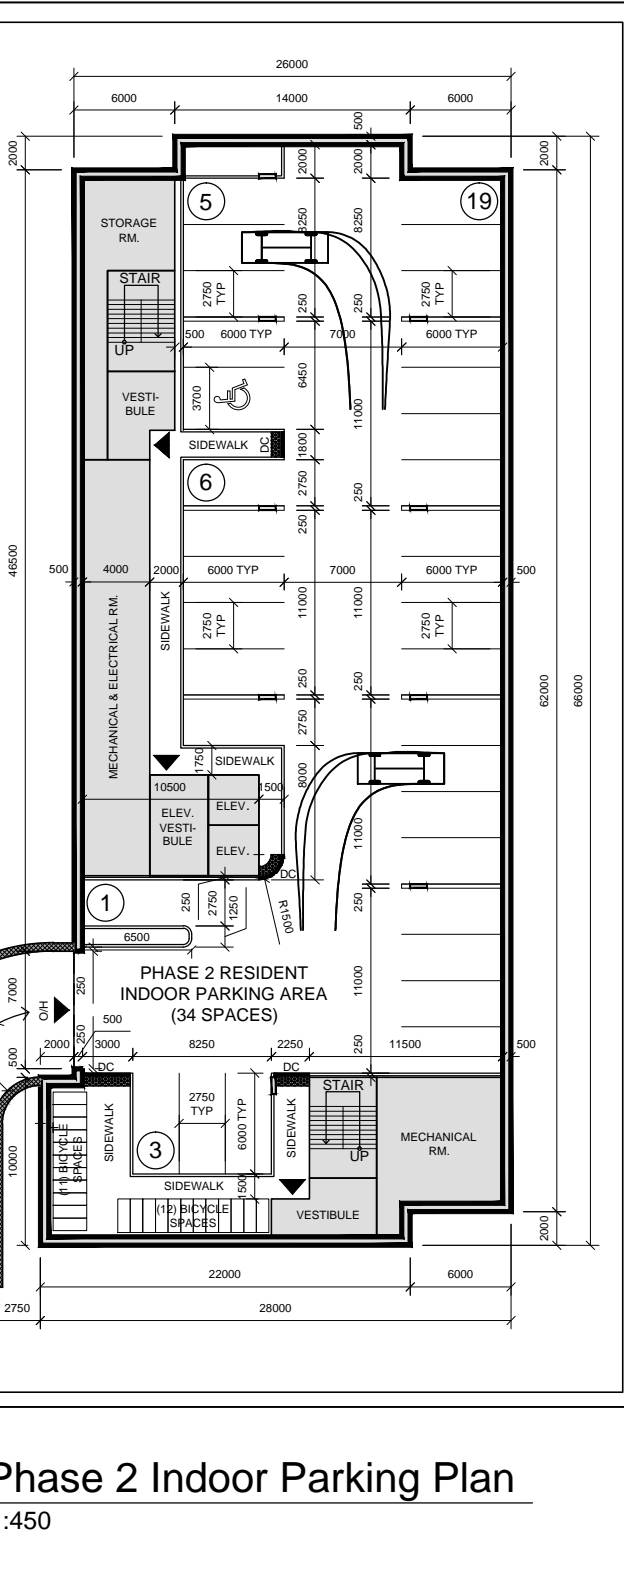 26000
6000
14000
6000
500
2000
2000
2000
2000
5
19
STORAGE
RM.
8250
8250
STAIR
2750
TYP
2750
TYP
250
250
UP
500
6000 TYP
7000
6000 TYP
VESTI-
BULE
3700
6450
11000
SIDEWALK
DC
1800
6
2750
250
250
46500
500
4000
2000
6000 TYP
7000
6000 TYP
500
MECHANICAL & ELECTRICAL RM.
SIDEWALK
2750
TYP
11000
11000
2750
TYP
250
250
62000
66000
2750
1750
SIDEWALK
8000
10500
1500
ELEV.
VESTI-
BULE
ELEV.
ELEV.
11000
DC
1
250
2750
1250
R1500
250
6500
PHASE 2 RESIDENT
INDOOR PARKING AREA
(34 SPACES)
7000
O/H
250
11000
500
250
250
2000
3000
8250
2250
11500
500
500
DC
DC
STAIR
2750
TYP
6000 TYP
SIDEWALK
SIDEWALK
3
UP
MECHANICAL
RM.
(11) BICYCLE
SPACES
10000
SIDEWALK
1500
(12) BICYCLE
SPACES
VESTIBULE
2000
22000
6000
2750
28000
Phase 2 Indoor Parking Plan
:450